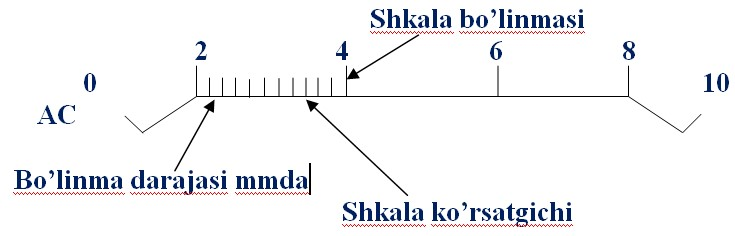 Shkala bo’linmasi
2 4 6 8
0 10
AC
Bo’linma darajasi mmda
Shkala ko’rsatgichi